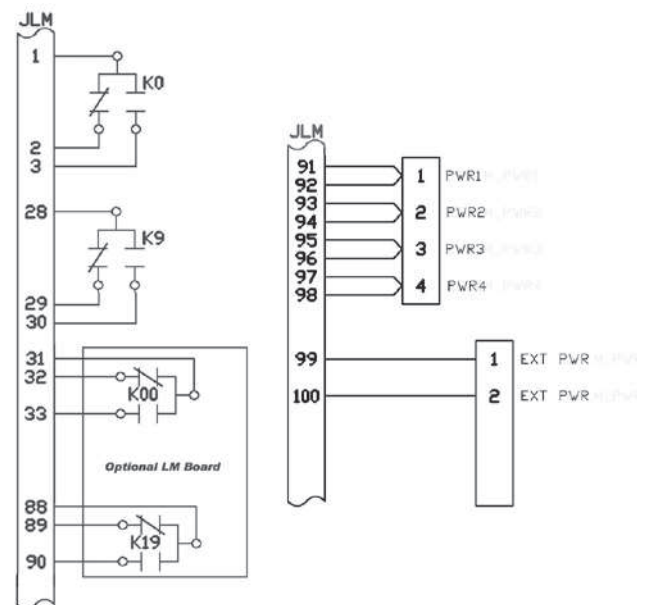 JLM
1
K0
2
3
28
K9
29
30
31
32
K00
33
Optional LM Board
88
89
K19
90
JLM
91
92
1 PWR1
93
94
2 PWR2
95
96
3 PWR3
97
98
4 PWR4
99
1 EXT PWR
100
2 EXT PWR